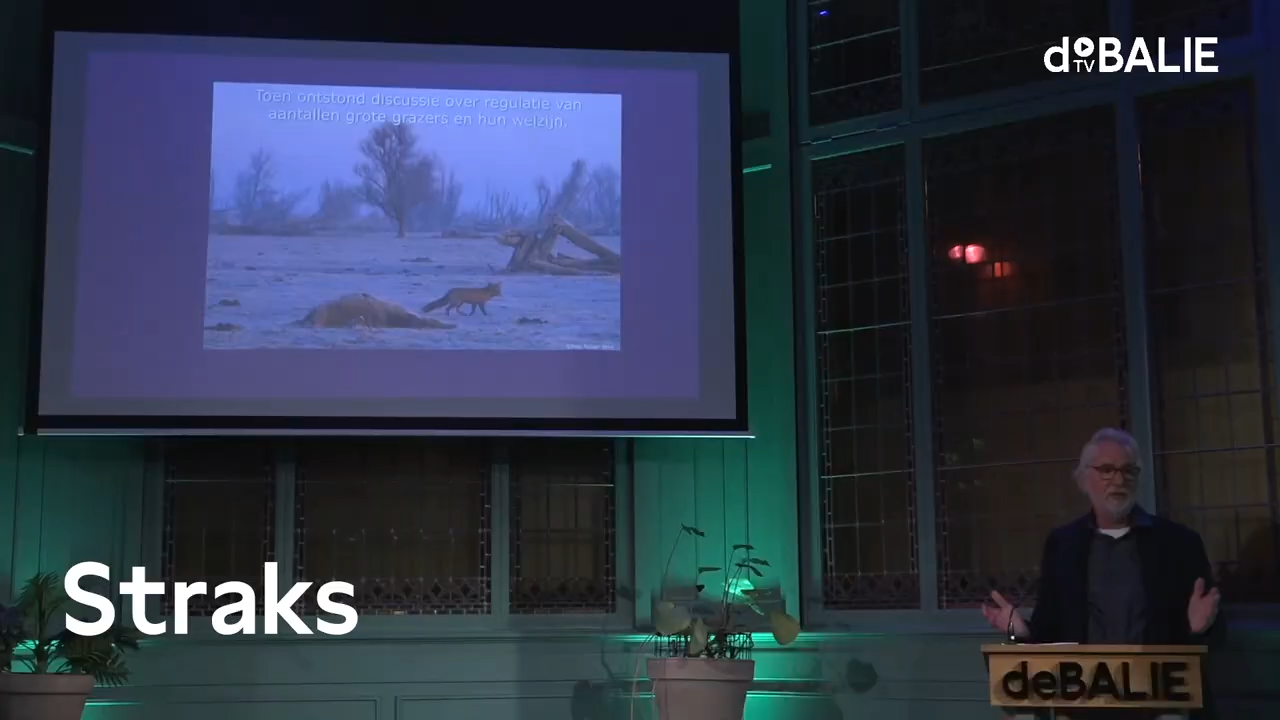 deBALIE
TV
Toen ontstond discussie over regulatie van
aantallen grote grazers en hun welzijn.
Straks
deBALIE